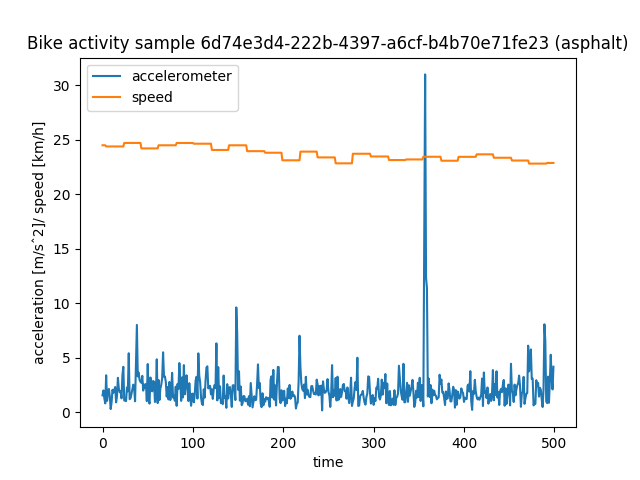 Bike activity sample 6d74e3d4-222b-4397-a6cf-b4b70e71fe23 (asphalt)
accelerometer
speed
acceleration [m/sˆ2]/ speed [km/h]
30
25
20
15
10
5
0
0 100 200 300 400 500
time